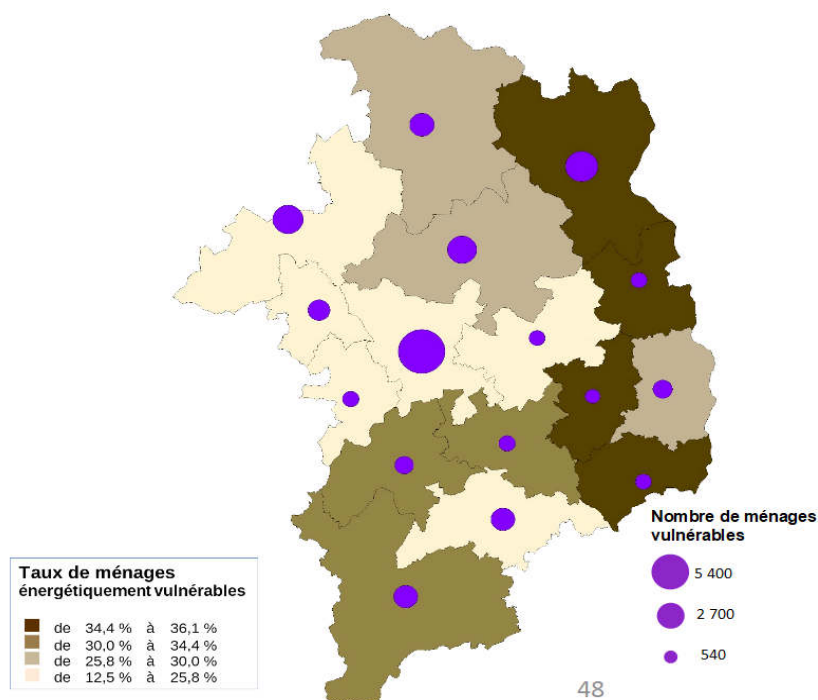 Nombre de ménages
vulnérables
5 400
2 700
540
Taux de ménages
énergétiquement vulnérables
de 34,4 % à 36,1 %
de 30,0 % à 34,4 %
de 25,8 % à 30,0 %
de 12,5 % à 25,8 %
48